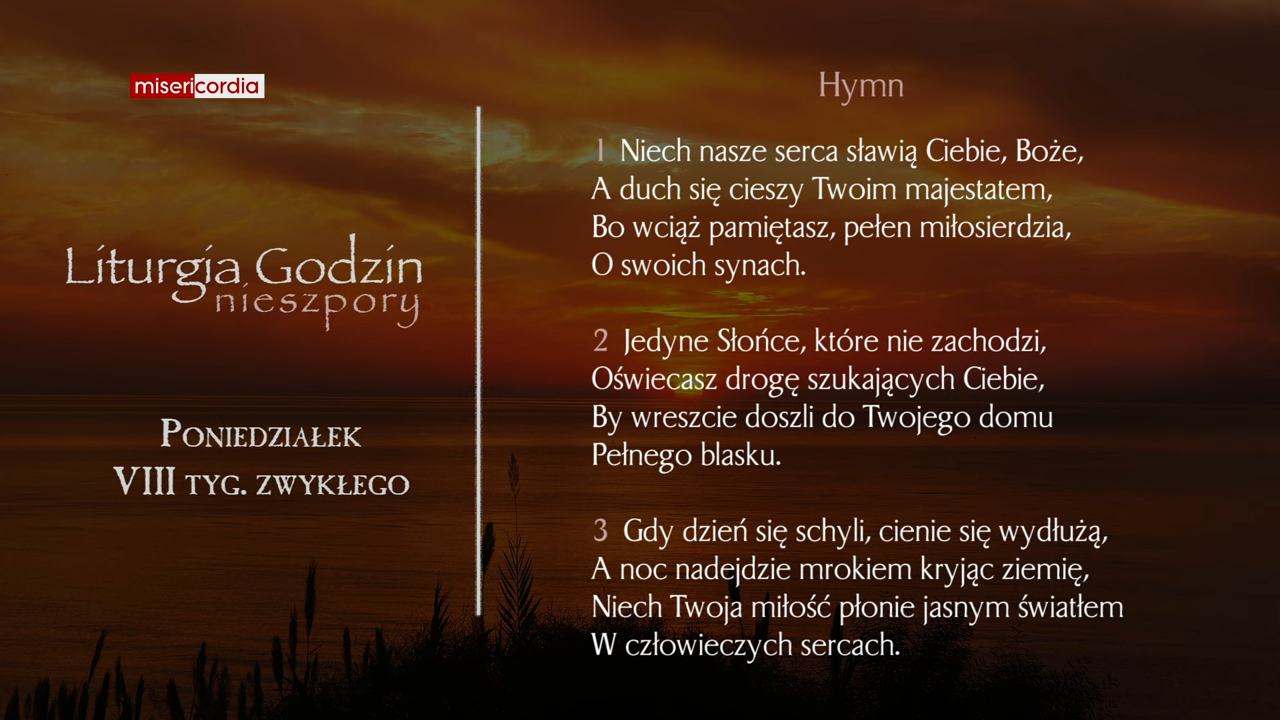 misericordia
Liturgia Godzin
nieszpory
Poniedziałek
VIII tyg. zwykłego
Hymn
1 Niech nasze serca sławią Ciebie, Boże,
A duch się cieszy Twoim majestatem,
Bo wciąż pamiętasz, pełen miłosierdzia,
O swoich synach.
2 Jedyne Słońce, które nie zachodzi,
Oświecasz drogę szukających Ciebie,
By wreszcie doszli do Twojego domu
Pełnego blasku.
3 Gdy dzień się schyli, cienie się wydłużą,
A noc nadejdzie mrokiem kryjąc ziemię,
Niech Twoja miłość płonie jasnym światłem
W człowieczych sercach.